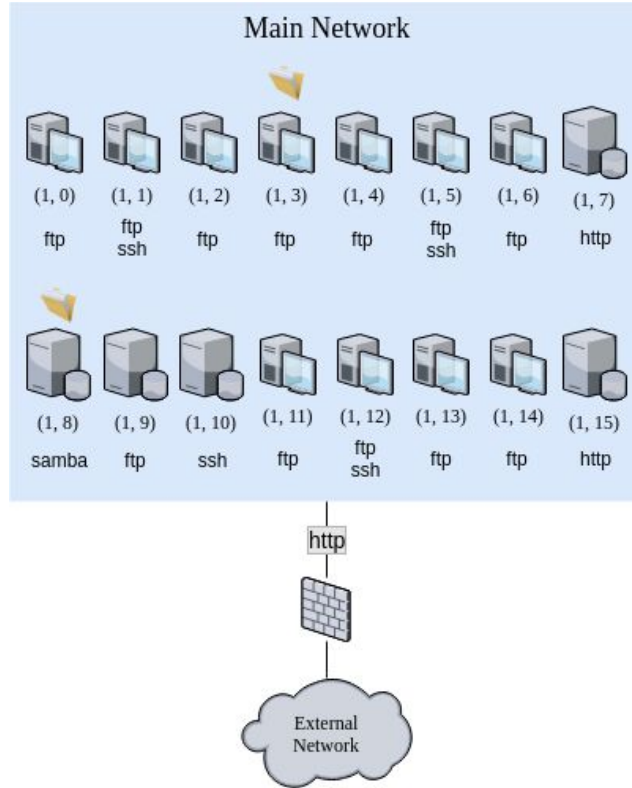 Main Network
(1, 0) (1, 1) (1, 2) (1, 3) (1, 4) (1, 5) (1, 6) (1, 7)
ftp ftp ftp ftp ftp ftp ftp http
ssh ssh
(1, 8) (1, 9) (1, 10) (1, 11) (1, 12) (1, 13) (1, 14) (1, 15)
samba ftp ssh ftp ftp ftp ftp http
ssh
http
External
Network